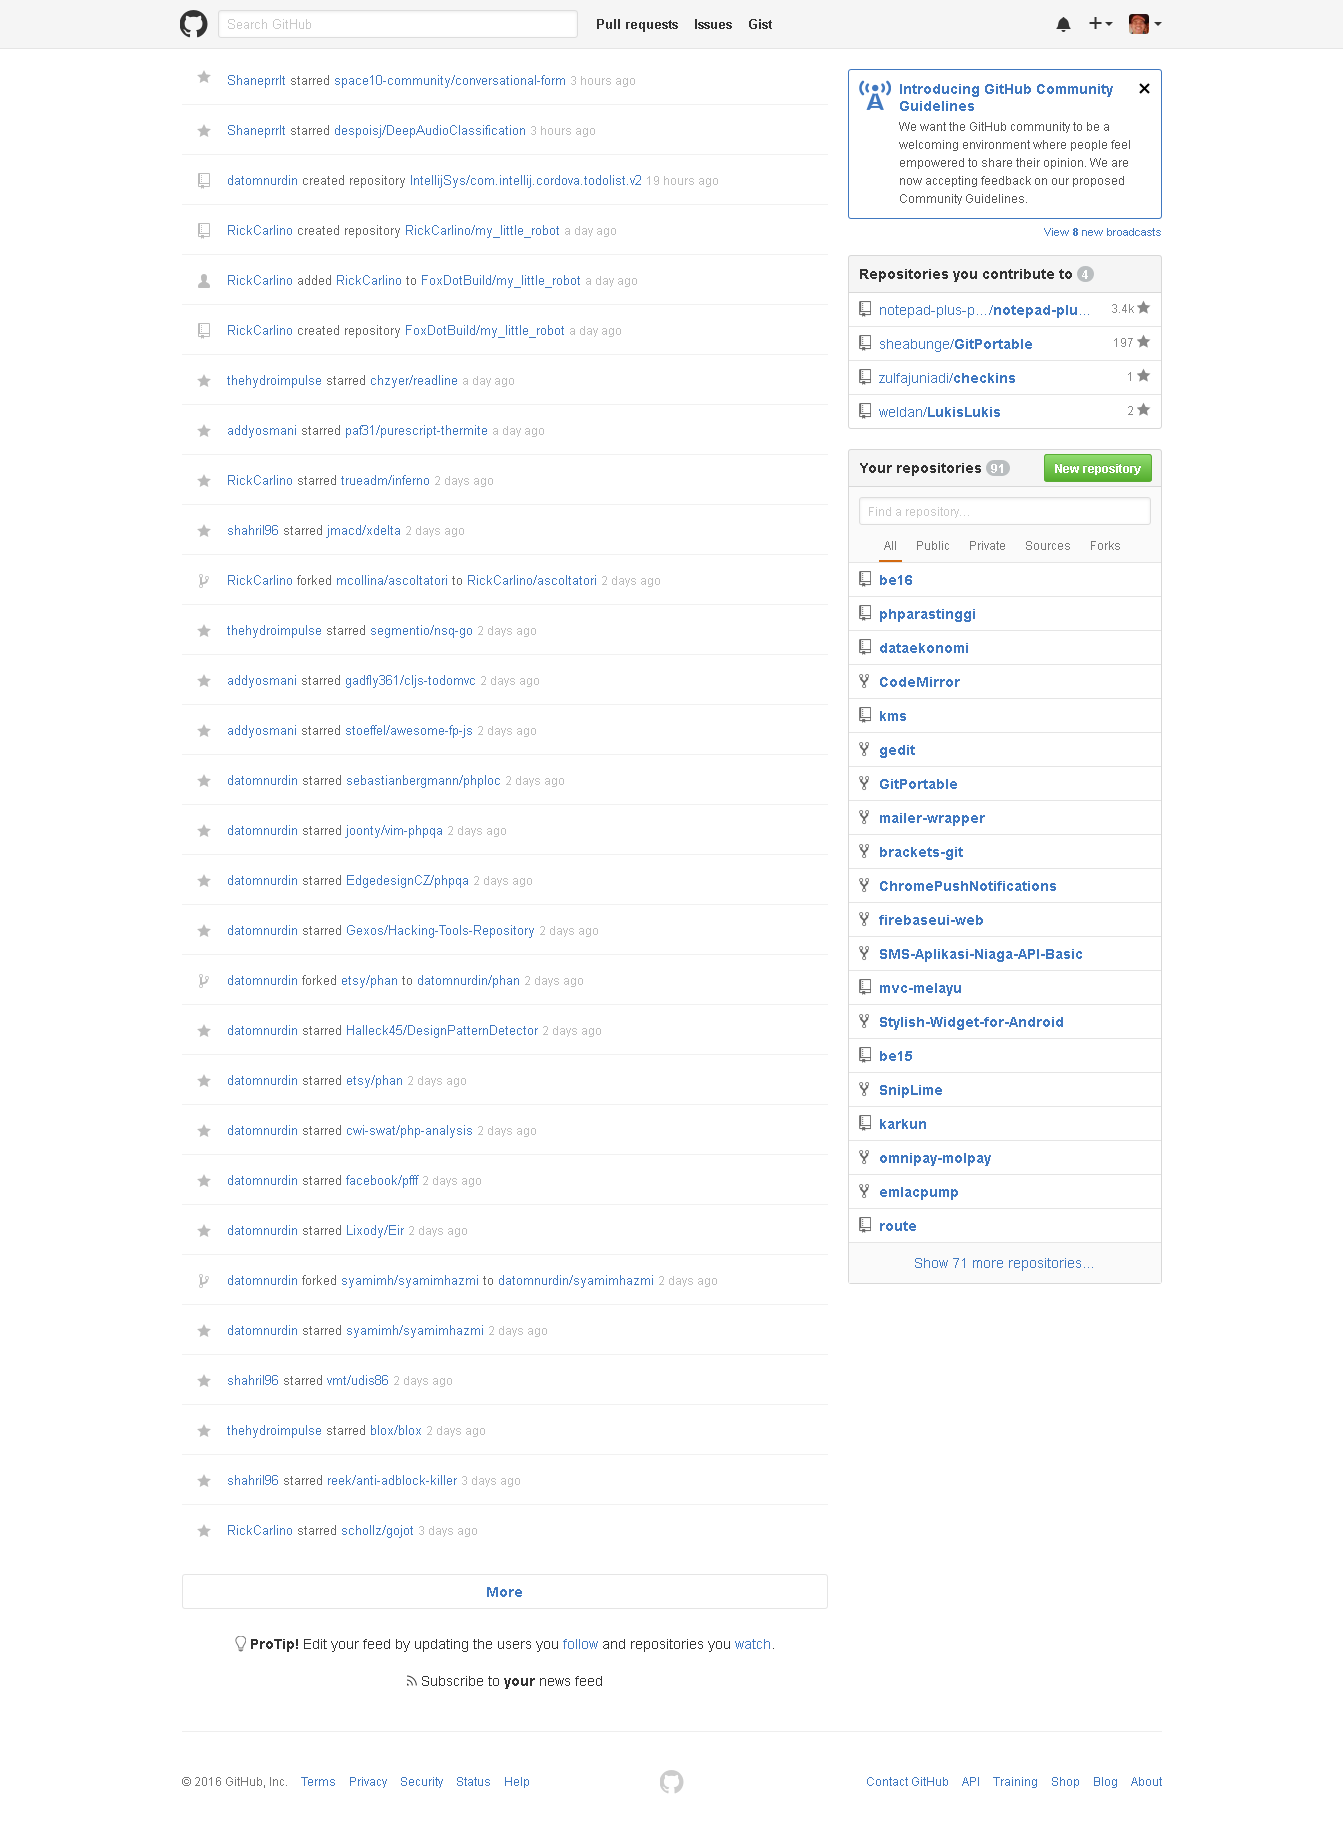 Search GitHub
Pull requests Issues Gist
Shaneprrlt starred space10-community/conversational-form 3 hours ago
Shaneprrlt starred despoisj/DeepAudioClassification 3 hours ago
datomnurdin created repository IntellijSys/com.intellij.cordova.todolist.v2 19 hours ago
RickCarlino created repository RickCarlino/my_little_robot a day ago
RickCarlino added RickCarlino to FoxDotBuild/my_little_robot a day ago
RickCarlino created repository FoxDotBuild/my_little_robot a day ago
thehydroimpulse starred chzyer/readline a day ago
addyosmani starred paf31/purescript-thermite a day ago
RickCarlino starred trueadm/inferno 2 days ago
shahril96 starred jmacd/xdelta 2 days ago
RickCarlino forked mcollina/ascoltatori to RickCarlino/ascoltatori 2 days ago
thehydroimpulse starred segmentio/nsq-go 2 days ago
addyosmani starred gadfly361/cljs-todomvc 2 days ago
addyosmani starred stoeffel/awesome-fp-js 2 days ago
datomnurdin starred sebastianbergmann/phploc 2 days ago
datomnurdin starred joonty/vim-phpqa 2 days ago
datomnurdin starred EdgedesignCZ/phpqa 2 days ago
datomnurdin starred Gexos/Hacking-Tools-Repository 2 days ago
datomnurdin forked etsy/phan to datomnurdin/phan 2 days ago
datomnurdin starred Halleck45/DesignPatternDetector 2 days ago
datomnurdin starred etsy/phan 2 days ago
datomnurdin starred cwi-swat/php-analysis 2 days ago
datomnurdin starred facebook/pfff 2 days ago
datomnurdin starred Lixody/Eir 2 days ago
datomnurdin forked syamimh/syamimhazmi to datomnurdin/syamimhazmi 2 days ago
datomnurdin starred syamimh/syamimhazmi 2 days ago
shahril96 starred vmt/udis86 2 days ago
thehydroimpulse starred blox/blox 2 days ago
shahril96 starred reek/anti-adblock-killer 3 days ago
RickCarlino starred schollz/gojot 3 days ago
More
ProTip! Edit your feed by updating the users you follow and repositories you watch.
Subscribe to your news feed
Introducing GitHub Community
Guidelines
We want the GitHub community to be a
welcoming environment where people feel
empowered to share their opinion. We are
now accepting feedback on our proposed
Community Guidelines.
View 8 new broadcasts
Repositories you contribute to 4
notepad-plus-p…/notepad-plu… 3.4k
sheabunge/GitPortable 197
zulfajuniadi/checkins 1
weldan/LukisLukis 2
Your repositories 91 New repository
Find a repository…
All Public Private Sources Forks
be16
phparastinggi
dataekonomi
CodeMirror
kms
gedit
GitPortable
mailer-wrapper
brackets-git
ChromePushNotifications
firebaseui-web
SMS-Aplikasi-Niaga-API-Basic
mvc-melayu
Stylish-Widget-for-Android
be15
SnipLime
karkun
omnipay-molpay
emlacpump
route
Show 71 more repositories…
© 2016 GitHub, Inc. Terms Privacy Security Status Help
Contact GitHub API Training Shop Blog About